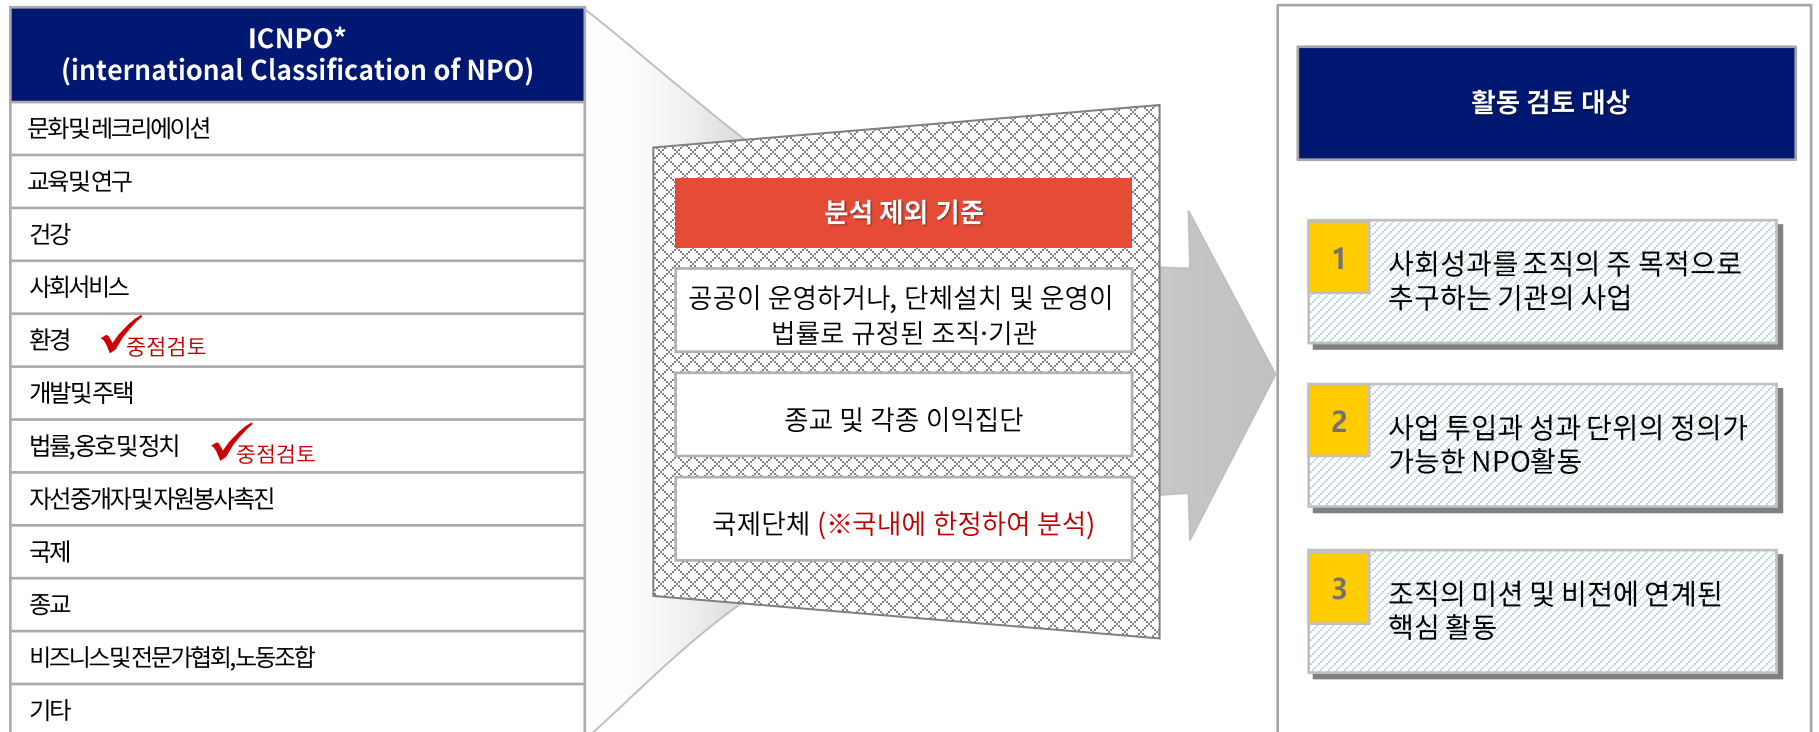 ICNPO*
(international Classification of NPO)
문화 및 레크리에이션
교육 및 연구
건강
사회서비스
환경
중점검토
개발 및 주택
법률, 옹호 및 정치
중점검토
자선 중개자 및 자원봉사 촉진
국제
종교
비즈니스 및 전문가 협회, 노동조합
기타
분석 제외 기준
공공이 운영하거나, 단체설치 및 운영이
법률로 규정된 조직·기관
종교 및 각종 이익집단
국제단체 (※국내에 한정하여 분석)
활동 검토 대상
1
사회성과를 조직의 주 목적으로
추구하는 기관의 사업
2
사업 투입과 성과 단위의 정의가
가능한 NPO활동
3
조직의 미션 및 비전에 연계된
핵심 활동